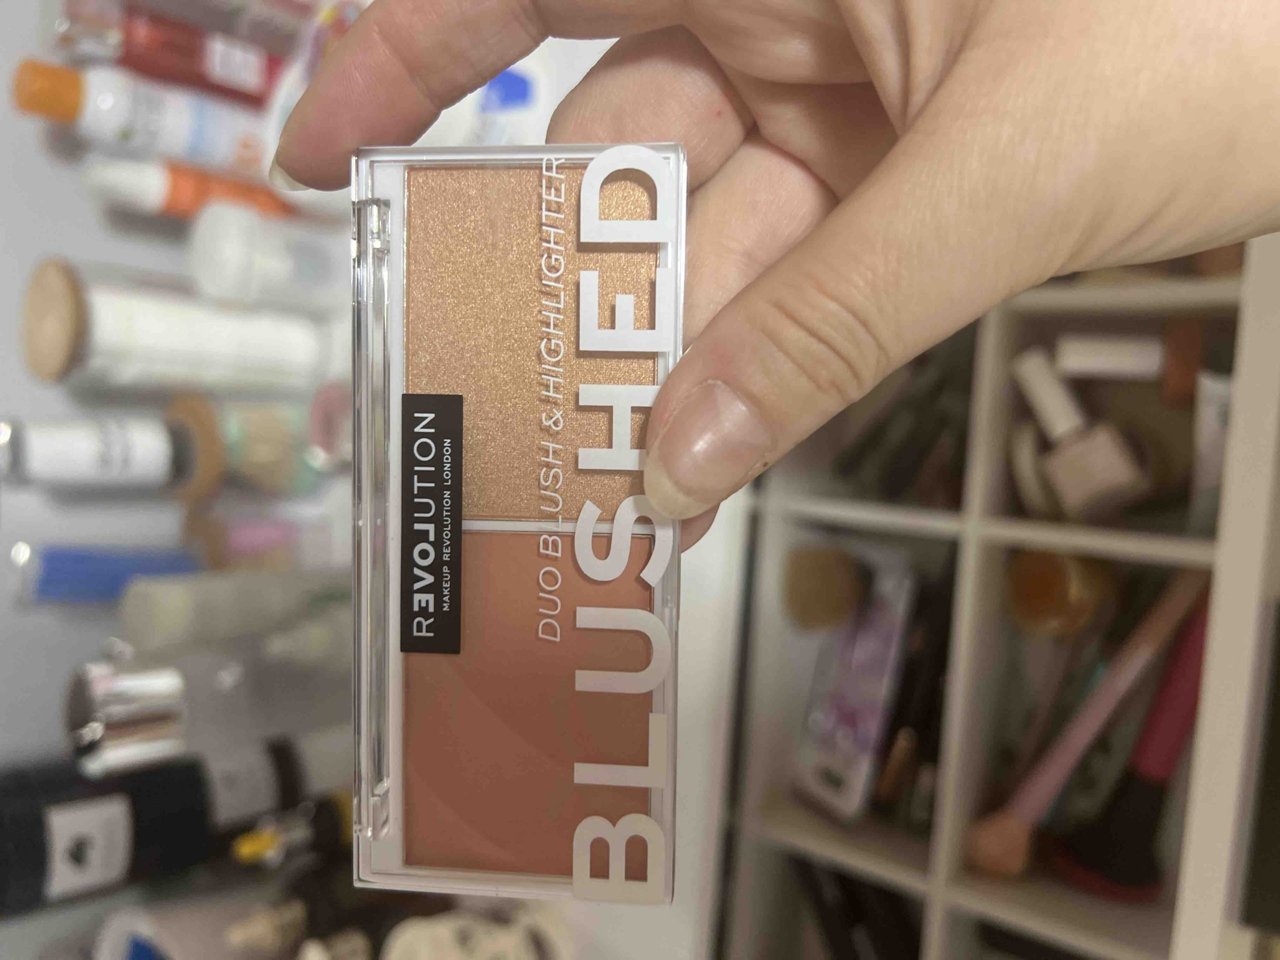 REVOLUTION
MAKEUP REVOLUTION LONDON
DUO BLUSH & HIGHLIGHTER
BLUSHED